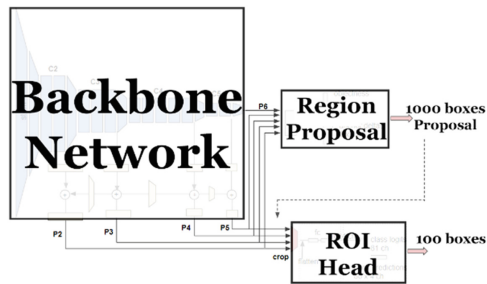 Backbone
Network
C2
P6
Region
Proposal
1000 boxes
Proposal
P2
P3
P4
P5
crop
ROI
Head
100 boxes